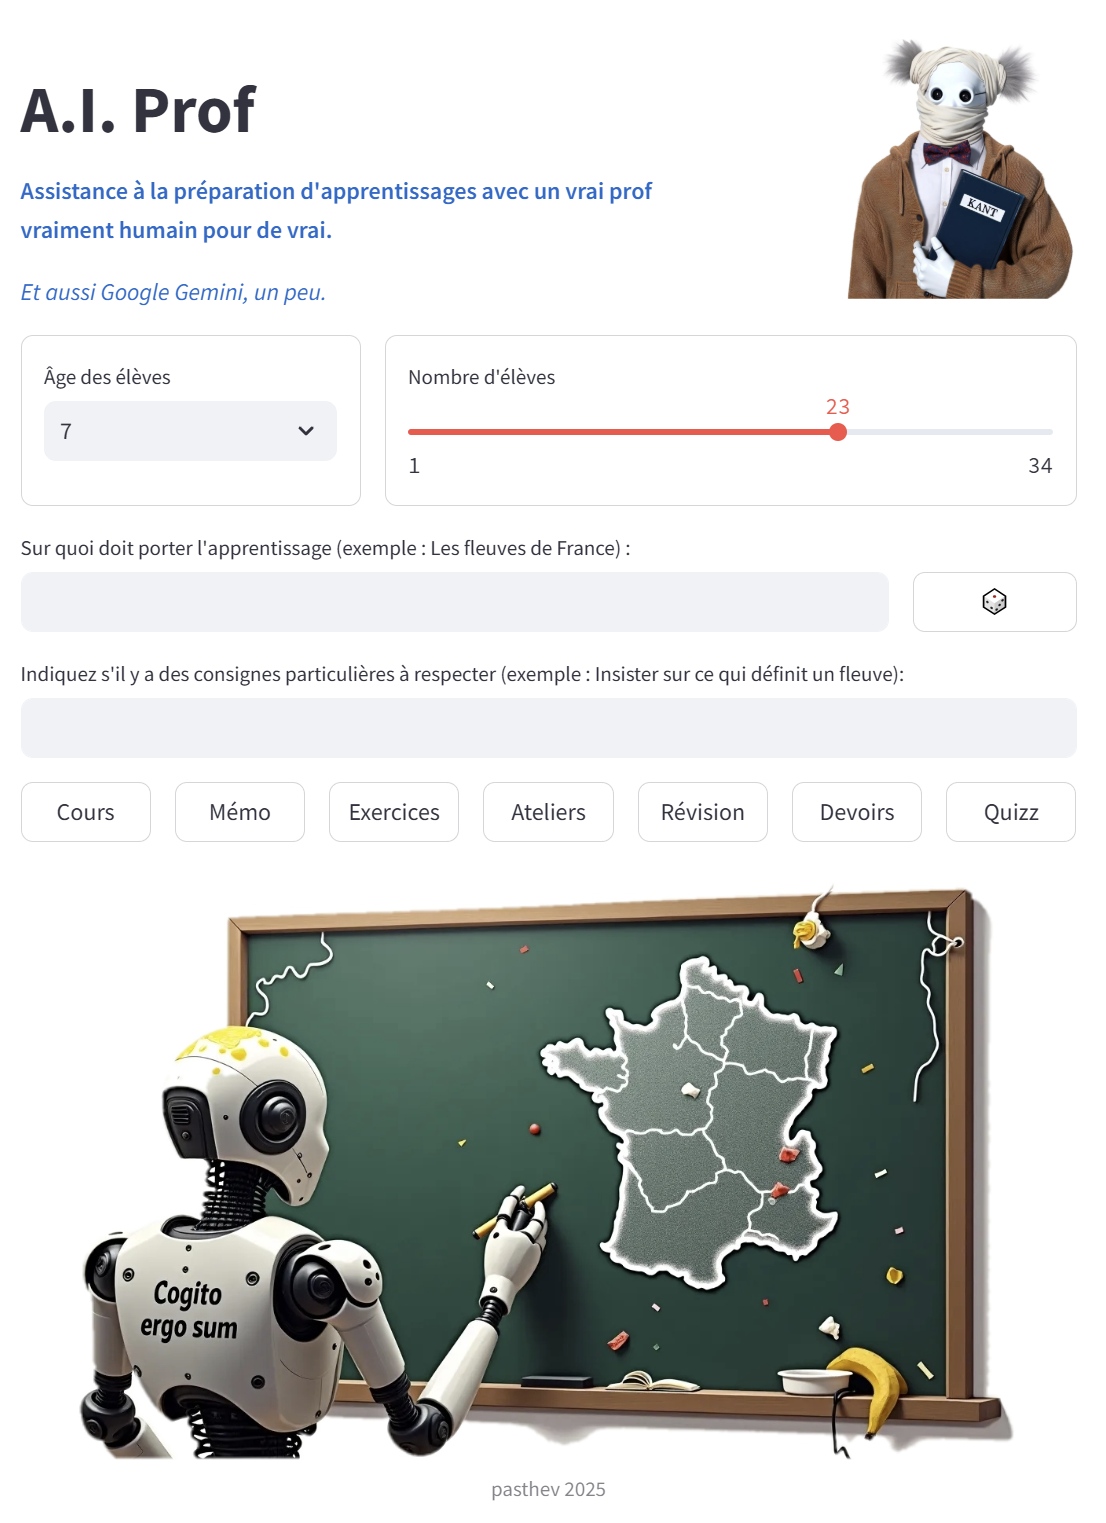 A.I. Prof
Assistance à la préparation d'apprentissages avec un vrai prof
vraiment humain pour de vrai.
Et aussi Google Gemini, un peu.
KANT
Âge des élèves
7
Nombre d'élèves
23
1
34
Sur quoi doit porter l'apprentissage (exemple : Les fleuves de France) :
Indiquez s'il y a des consignes particulières à respecter (exemple : Insister sur ce qui définit un fleuve):
Cours
Mémo
Exercices
Ateliers
Révision
Devoirs
Quizz
Cogito
ergo sum
pasthev 2025